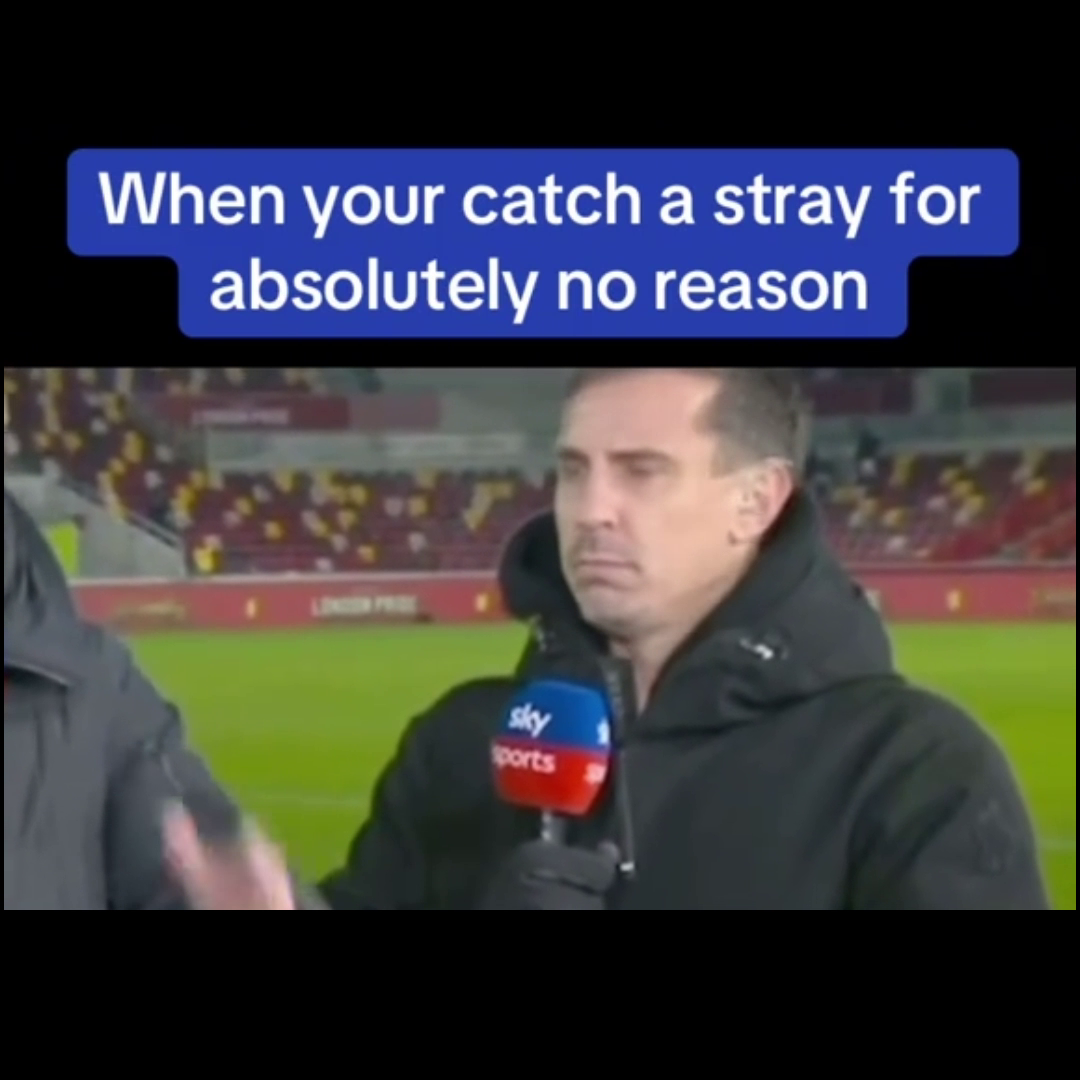 When your catch a stray for
absolutely no reason
LONDON PRIDE
sky
sports